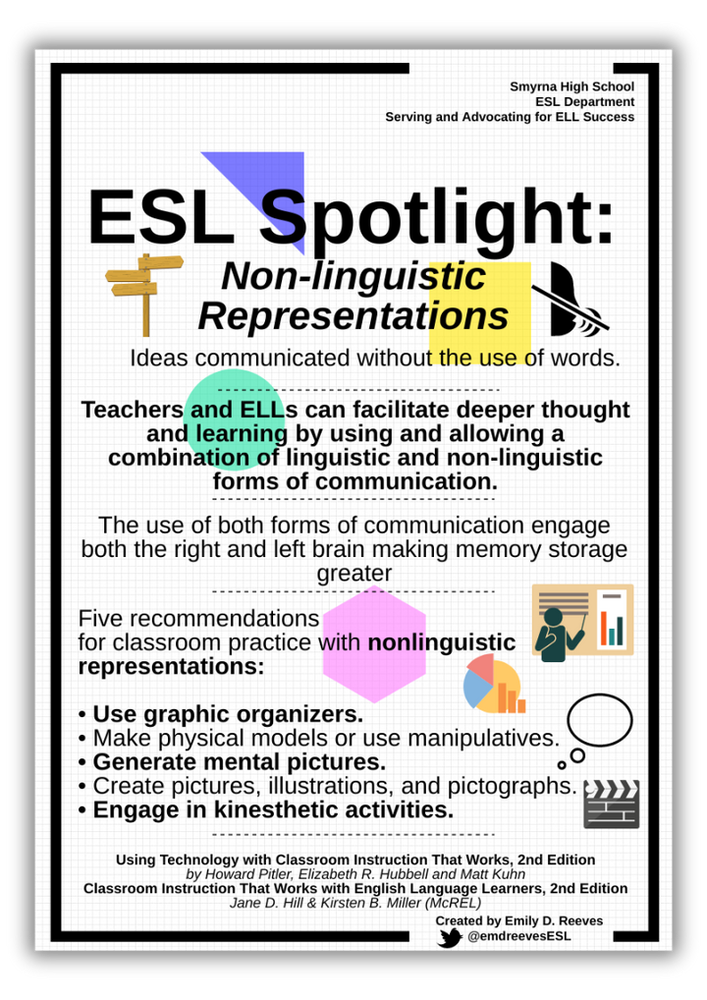 Smyrna High School
ESL Department
Serving and Advocating for ELL Success
ESL Spotlight:
Non-linguistic
Representations
Ideas communicated without the use of words.
Teachers and ELLs can facilitate deeper thought
and learning by using and allowing a
combination of linguistic and non-linguistic
forms of communication.
The use of both forms of communication engage
both the right and left brain making memory storage
greater
Five recommendations
for classroom practice with nonlinguistic
representations:
• Use graphic organizers.
• Make physical models or use manipulatives.
• Generate mental pictures.
• Create pictures, illustrations, and pictographs.
• Engage in kinesthetic activities.
Using Technology with Classroom Instruction That Works, 2nd Edition
by Howard Pitler, Elizabeth R. Hubbell and Matt Kuhn
Classroom Instruction That Works with English Language Learners, 2nd Edition
Jane D. Hill & Kirsten B. Miller (McREL)
Created by Emily D. Reeves
@emdreevesESL